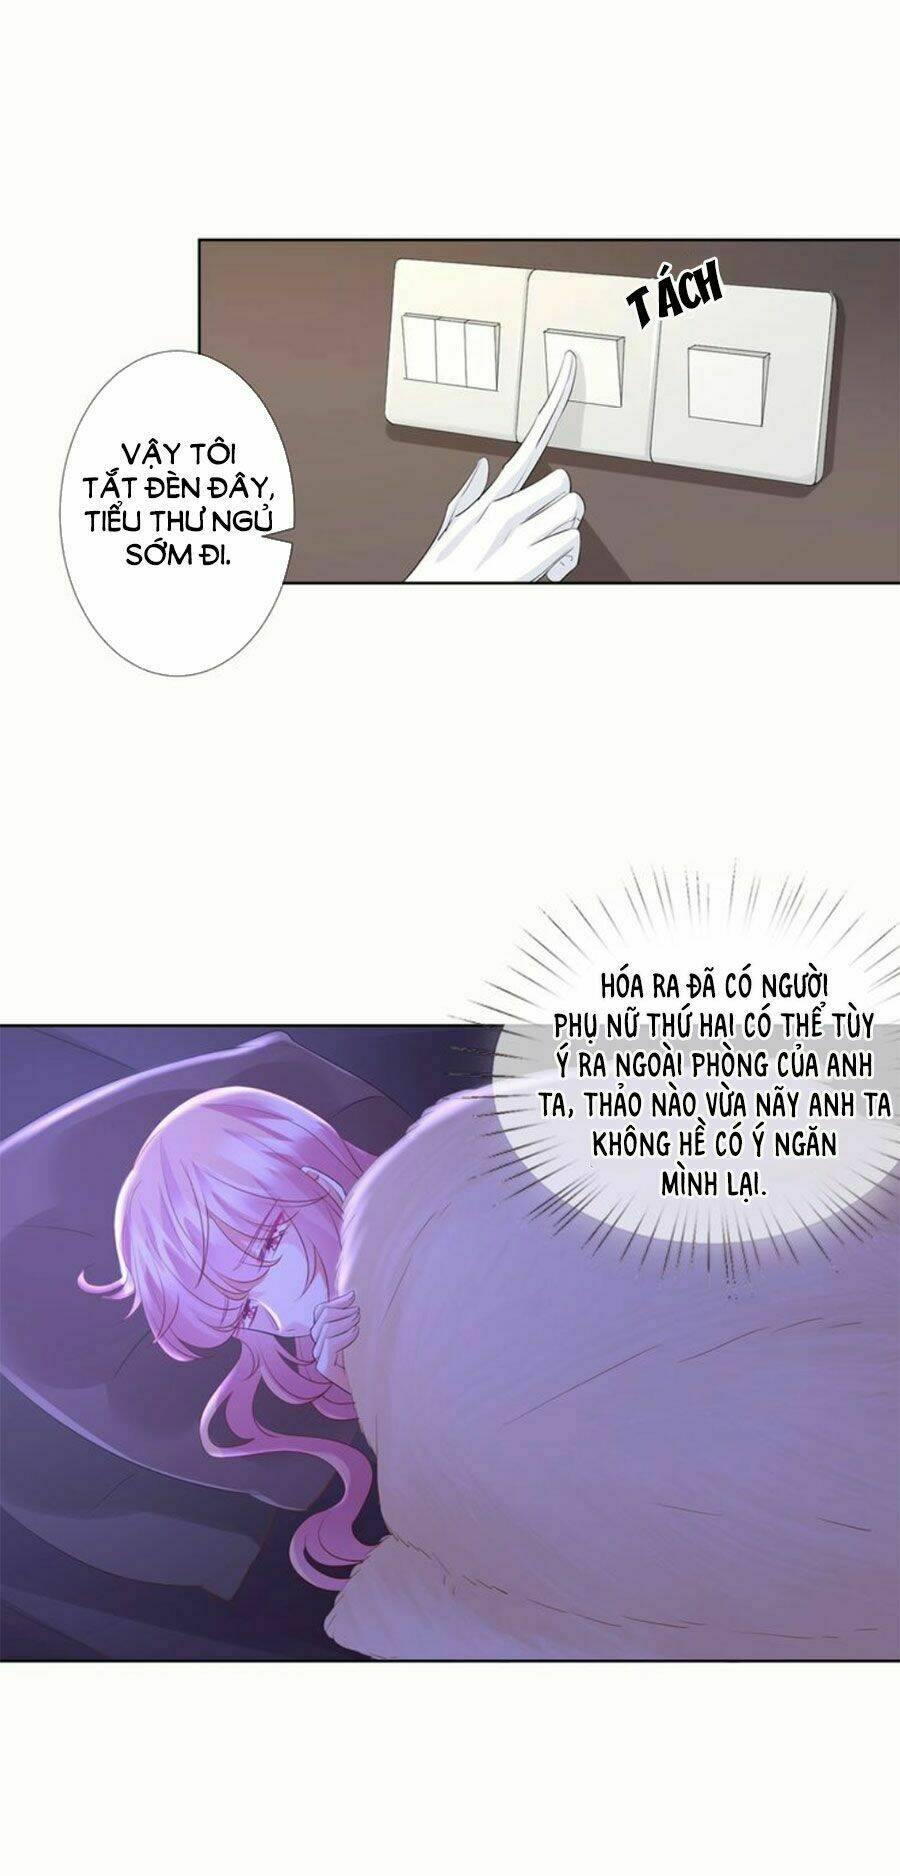 TÁCH
VẬY TÔI
TẮT ĐÈN ĐÂY,
TIỂU THƯ NGỦ
SỚM ĐI.
HÓA RA ĐÃ CÓ NGƯỜI
PHỤ NỮ THỨ HAI CÓ THỂ TÙY
Ý RA NGOÀI PHÒNG CỦA ANH
TA, THẢO NÀO VỪA NÃY ANH TA
KHÔNG HỀ CÓ Ý NGĂN
MÌNH LẠI.